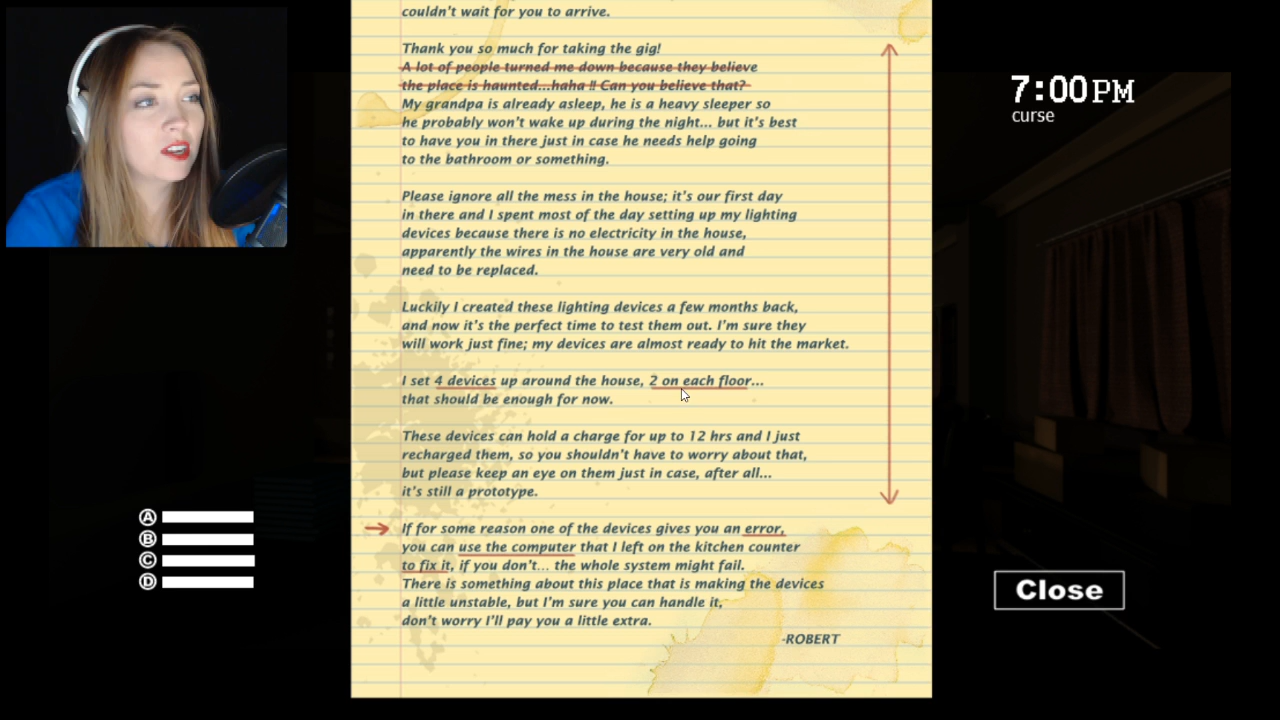 couldn't wait for you to arrive.
Thank you so much for taking the gig!
A lot of people turned me down because they believe
the place is haunted...haha !! Can you believe that?
My grandpa is already asleep, he is a heavy sleeper so
he probably won't wake up during the night... but it's best
to have you in there just in case he needs help going
to the bathroom or something.
Please ignore all the mess in the house; it's our first day
in there and I spent most of the day setting up my lighting
devices because there is no electricity in the house,
apparently the wires in the house are very old and
need to be replaced.
Luckily I created these lighting devices a few months back,
and now it's the perfect time to test them out. I'm sure they
will work just fine; my devices are almost ready to hit the market.
I set 4 devices up around the house, 2 on each floor...
that should be enough for now.
These devices can hold a charge for up to 12 hrs and I just
recharged them, so you shouldn't have to worry about that,
but please keep an eye on them just in case, after all...
it's still a prototype.
If for some reason one of the devices gives you an error,
you can use the computer that I left on the kitchen counter
to fix it, if you don't... the whole system might fail.
There is something about this place that is making the devices
a little unstable, but I'm sure you can handle it,
don't worry I'll pay you a little extra.
-ROBERT
7:00 PM
curse
A
B
C
D
Close